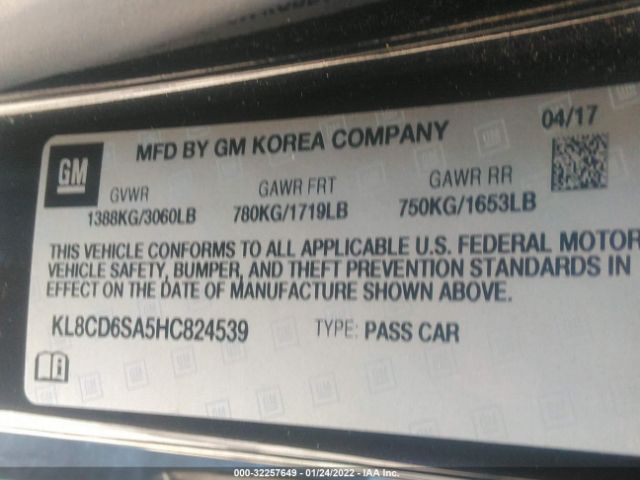 MFD BY GM KOREA COMPANY
04/17
GM
GVWR
GAWR FRT
GAWR RR
1388KG/3060LB
780KG/1719LB
750KG/1653LB
THIS VEHICLE CONFORMS TO ALL APPLICABLE U.S. FEDERAL MOTOR
VEHICLE SAFETY, BUMPER, AND THEFT PREVENTION STANDARDS IN
EFFECT ON THE DATE OF MANUFACTURE SHOWN ABOVE.
KL8CD6SA5HC824539
TYPE: PASS CAR
000-32257649 - 01/24/2022 - IAA Inc.